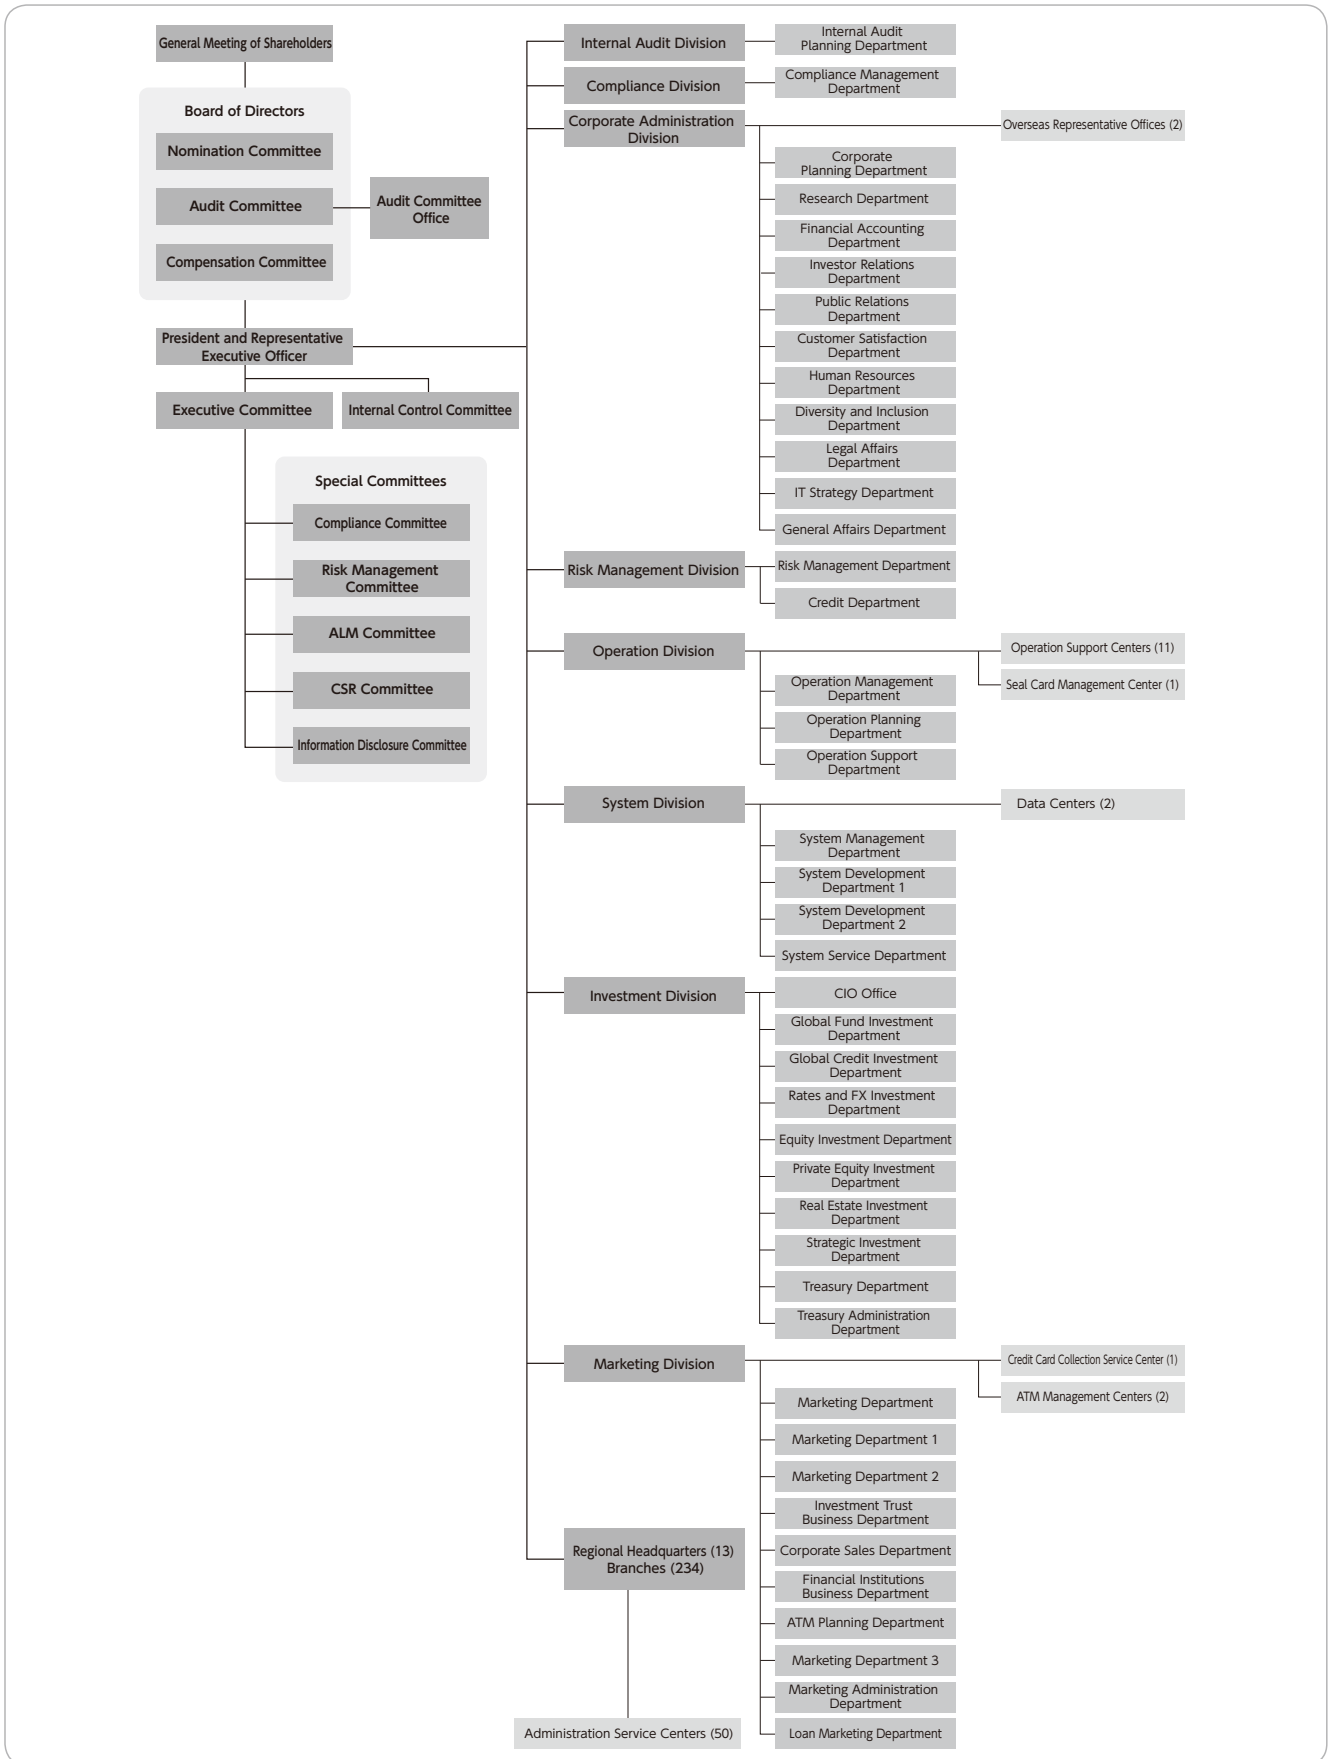 General Meeting of Shareholders
Board of Directors
Nomination Committee
Audit Committee
Audit Committee
Office
Compensation Committee
President and Representative
Executive Officer
Executive Committee
Internal Control Committee
Special Committees
Compliance Committee
Risk Management
Committee
ALM Committee
CSR Committee
Information Disclosure Committee
Internal Audit Division
Internal Audit
Planning Department
Compliance Division
Compliance Management
Department
Corporate Administration
Division
Overseas Representative Offices (2)
Corporate
Planning Department
Research Department
Financial Accounting
Department
Investor Relations
Department
Public Relations
Department
Customer Satisfaction
Department
Human Resources
Department
Diversity and Inclusion
Department
Legal Affairs
Department
IT Strategy Department
General Affairs Department
Risk Management Division
Risk Management Department
Credit Department
Operation Division
Operation Support Centers (11)
Seal Card Management Center (1)
Operation Management
Department
Operation Planning
Department
Operation Support
Department
System Division
Data Centers (2)
System Management
Department
System Development
Department 1
System Development
Department 2
System Service Department
Investment Division
CIO Office
Global Fund Investment
Department
Global Credit Investment
Department
Rates and FX Investment
Department
Equity Investment Department
Private Equity Investment
Department
Real Estate Investment
Department
Strategic Investment
Department
Treasury Department
Treasury Administration
Department
Marketing Division
Credit Card Collection Service Center (1)
ATM Management Centers (2)
Marketing Department
Marketing Department 1
Marketing Department 2
Investment Trust
Business Department
Corporate Sales Department
Financial Institutions
Business Department
ATM Planning Department
Marketing Department 3
Marketing Administration
Department
Loan Marketing Department
Regional Headquarters (13)
Branches (234)
Administration Service Centers (50)